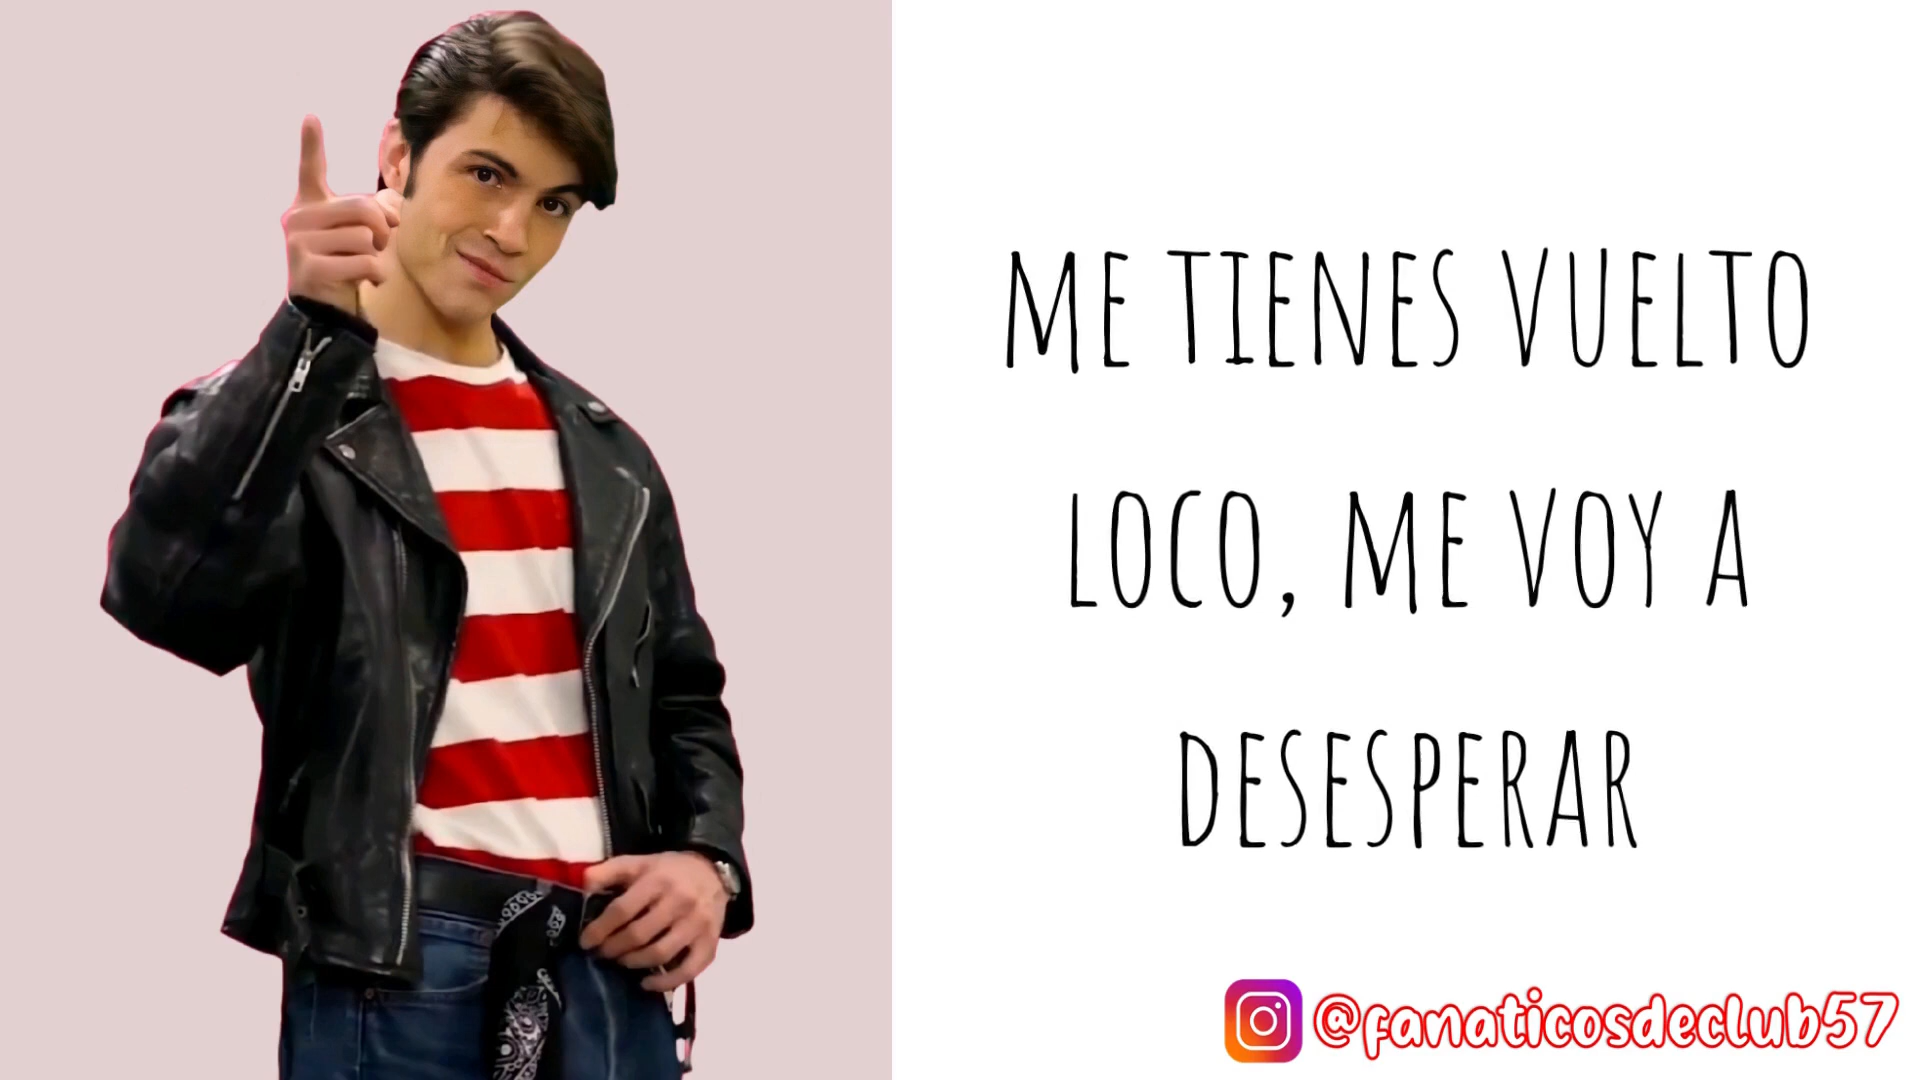 ME TIENES VUELTO
LOCO, ME VOY A
DESESPERAR
@fanaticosdeclub57